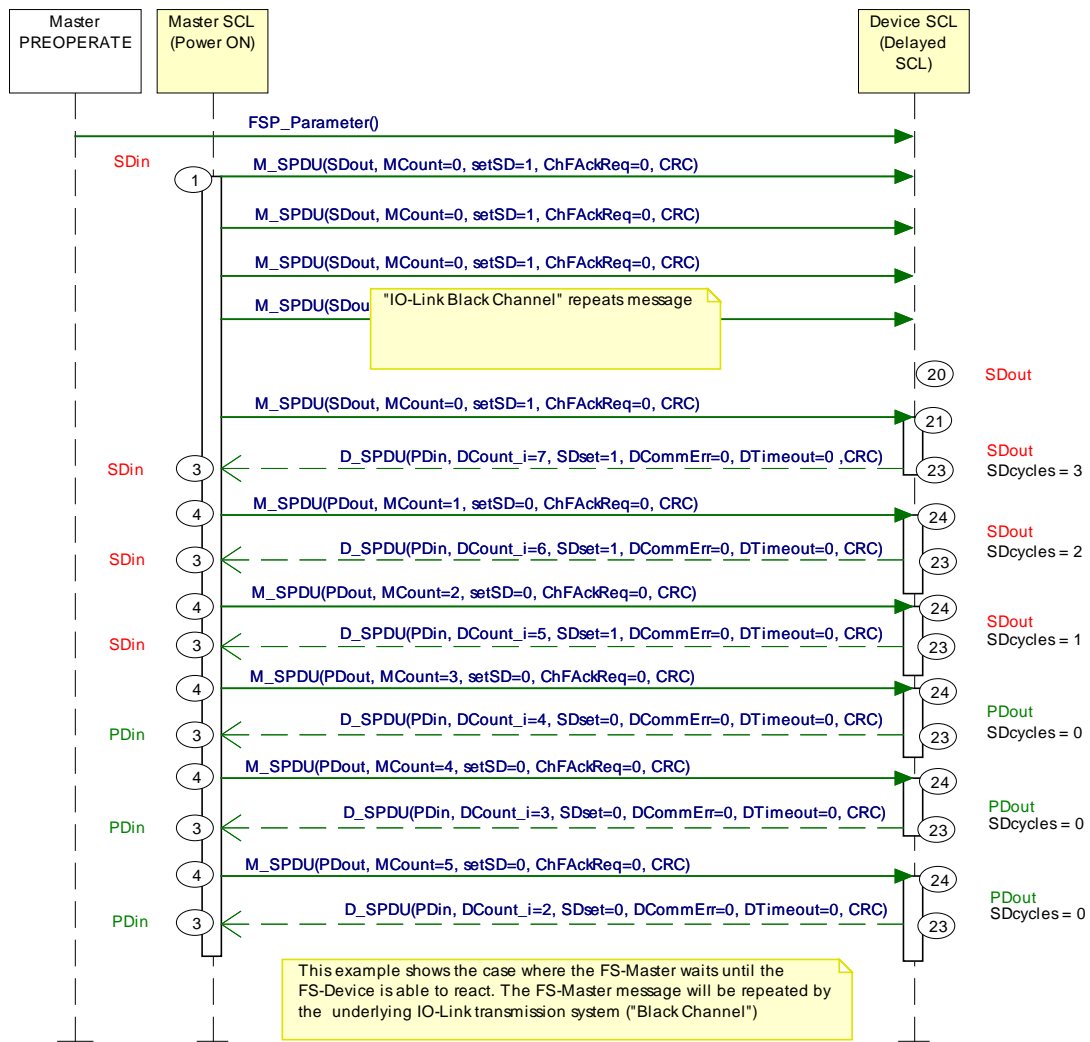 Master
PREOPERATE
Master SCL
(Power ON)
Device SCL
(Delayed
SCL)
FSP_Parameter()
SDin
1
M_SPDU(SDout, MCount=0, setSD=1, ChFAckReq=0, CRC)
M_SPDU(SDout, MCount=0, setSD=1, ChFAckReq=0, CRC)
M_SPDU(SDout, MCount=0, setSD=1, ChFAckReq=0, CRC)
M_SPDU(SDou
"IO-Link Black Channel" repeats message
20
SDout
M_SPDU(SDout, MCount=0, setSD=1, ChFAckReq=0, CRC)
21
SDin
3
D_SPDU(PDin, DCount_i=7, SDset=1, DCommErr=0, DTimeout=0 ,CRC)
23
SDout
SDcycles = 3
4
M_SPDU(PDout, MCount=1, setSD=0, ChFAckReq=0, CRC)
24
SDin
3
D_SPDU(PDin, DCount_i=6, SDset=1, DCommErr=0, DTimeout=0, CRC)
23
SDout
SDcycles = 2
4
M_SPDU(PDout, MCount=2, setSD=0, ChFAckReq=0, CRC)
24
SDin
3
D_SPDU(PDin, DCount_i=5, SDset=1, DCommErr=0, DTimeout=0, CRC)
23
SDout
SDcycles = 1
4
M_SPDU(PDout, MCount=3, setSD=0, ChFAckReq=0, CRC)
24
PDin
3
D_SPDU(PDin, DCount_i=4, SDset=0, DCommErr=0, DTimeout=0, CRC)
23
PDout
SDcycles = 0
4
M_SPDU(PDout, MCount=4, setSD=0, ChFAckReq=0, CRC)
24
PDin
3
D_SPDU(PDin, DCount_i=3, SDset=0, DCommErr=0, DTimeout=0, CRC)
23
PDout
SDcycles = 0
4
M_SPDU(PDout, MCount=5, setSD=0, ChFAckReq=0, CRC)
24
PDin
3
D_SPDU(PDin, DCount_i=2, SDset=0, DCommErr=0, DTimeout=0, CRC)
23
PDout
SDcycles = 0
This example shows the case where the FS-Master waits until the
FS-Device is able to react. The FS-Master message will be repeated by
the underlying IO-Link transmission system ("Black Channel")